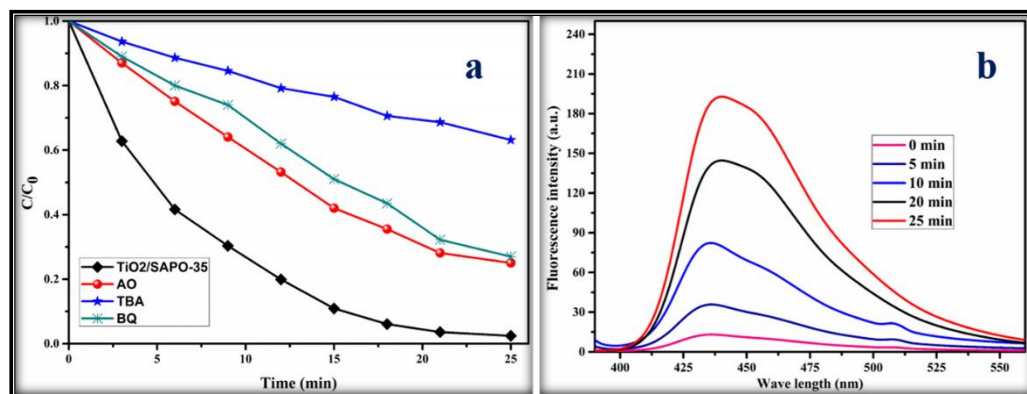 a
1.0
0.8
0.6
0.4
0.2
0.0
C/C0
TiO2/SAPO-35
AO
TBA
BQ
0 5 10 15 20 25
Time (min)
b
240
210
180
150
120
90
60
30
0
Fluorescence intensity (a.u.)
0 min
5 min
10 min
20 min
25 min
400 425 450 475 500 525 550
Wave length (nm)